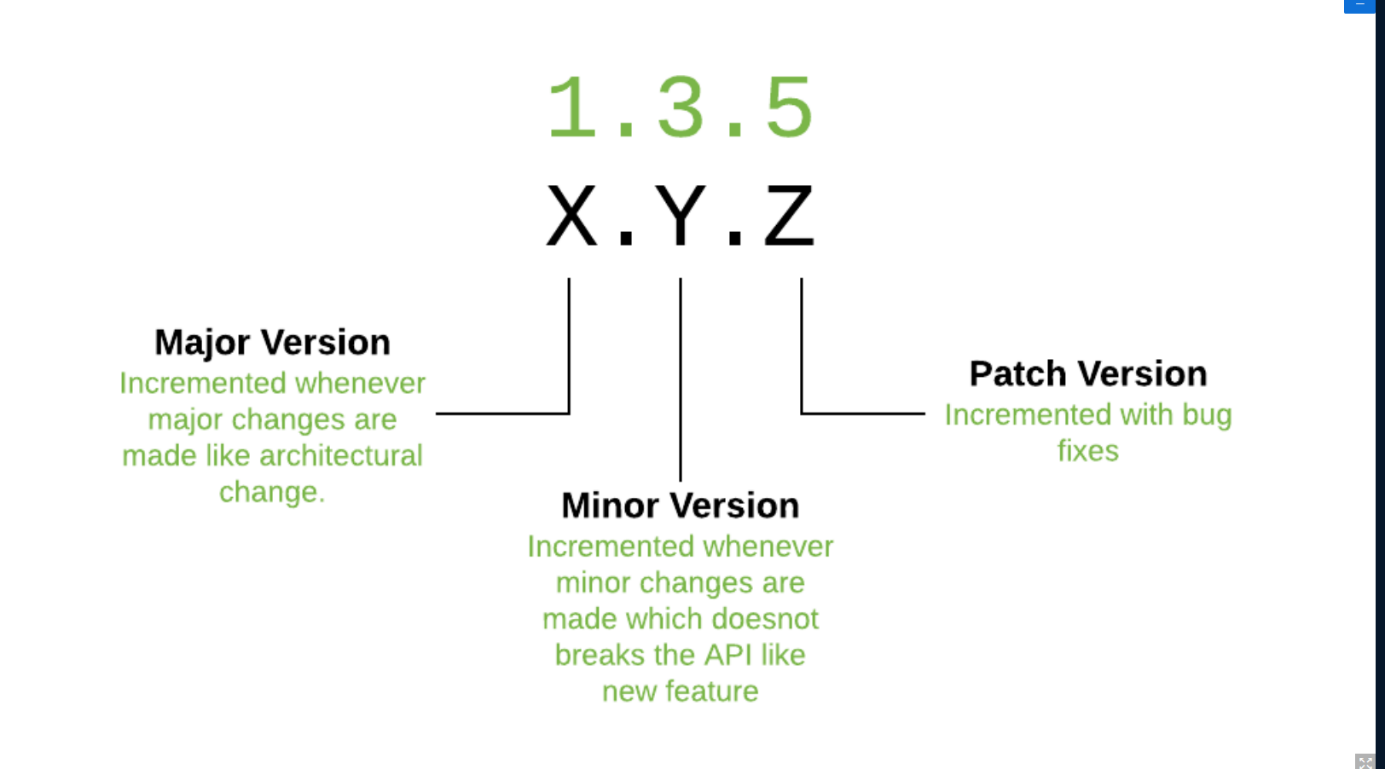 1.3.5
X.Y.Z
Major Version
Incremented whenever
major changes are
made like architectural
change.
Minor Version
Incremented whenever
minor changes are
made which doesnot
breaks the API like
new feature
Patch Version
Incremented with bug
fixes